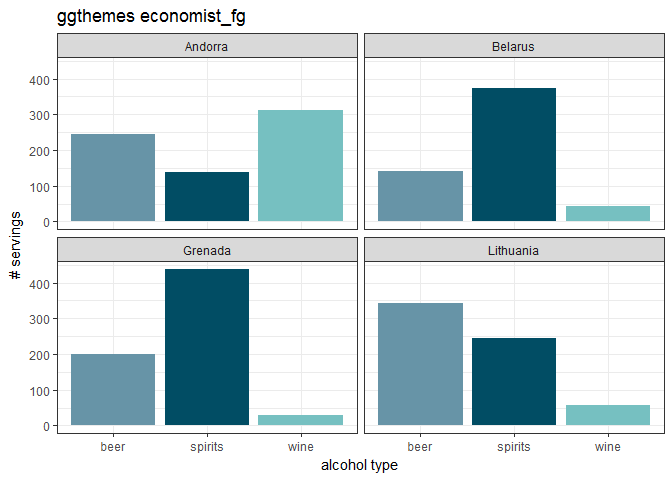 ggthemes economist_fg
Andorra
Belarus
400
300
200
100
0
Grenada
Lithuania
400
300
200
100
0
# servings
beer spirits wine
beer spirits wine
alcohol type